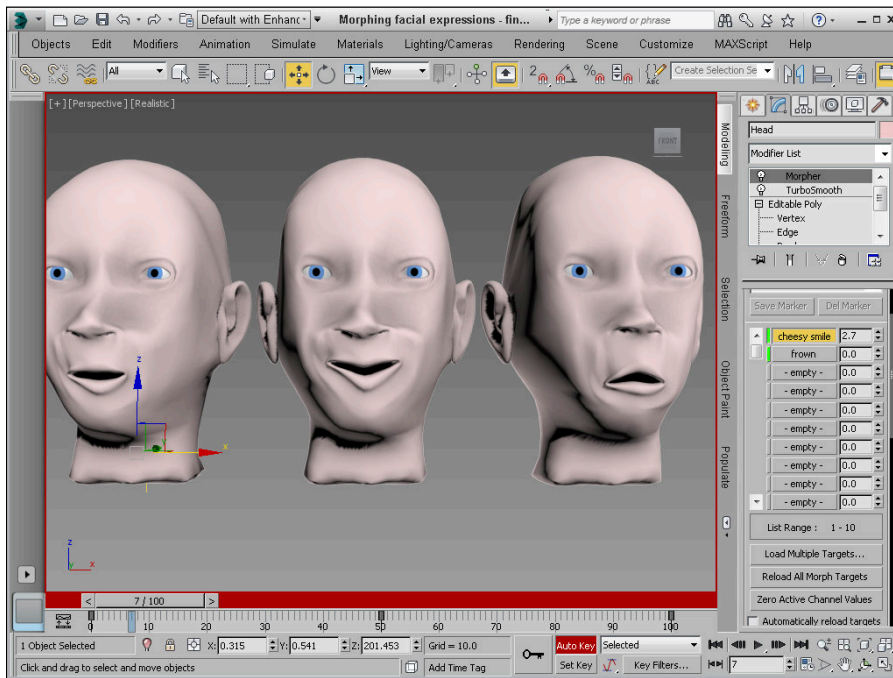 Default with Enhanc
Morphing facial expressions - fin...
Type a keyword or phrase
Objects Edit Modifiers Animation Simulate Materials Lighting/Cameras Rendering Scene Customize MAXScript Help
All
View
2
%
ABC
Create Selection Se
[+] [Perspective] [Realistic]
FRONT
Modeling
Freeform
Selection
Object Paint
Populate
Head
Modifier List
Morpher
TurboSmooth
Editable Poly
Vertex
Edge
Save Marker Del Marker
cheesy smile 2.7
frown 0.0
- empty - 0.0
- empty - 0.0
- empty - 0.0
- empty - 0.0
- empty - 0.0
- empty - 0.0
- empty - 0.0
- empty - 0.0
List Range : 1 - 10
Load Multiple Targets...
Reload All Morph Targets
Zero Active Channel Values
Automatically reload targets
z
x
y
z
x
y
< 7 / 100 >
0 10 20 30 40 50 60 70 80 90 100
1 Object Selected X: 0.315 Y: 0.541 Z: 201.453 Grid = 10.0 Auto Key Selected
Click and drag to select and move objects Add Time Tag Set Key Key Filters... 7